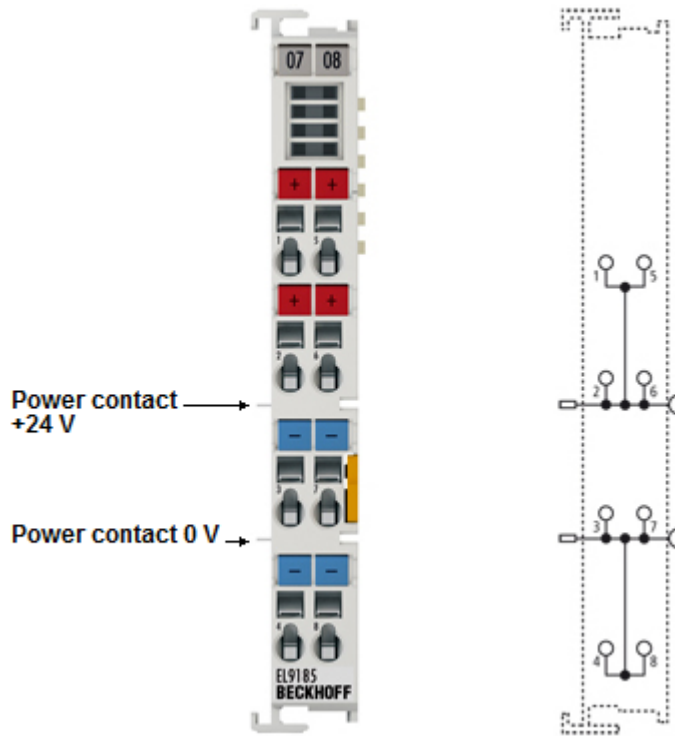 07 08
+ +
1 5
+ +
2 6
Power contact
+24 V
- -
3 7
Power contact 0 V
- -
4 8
EL9185
BECKHOFF
1 5
2 6
3 7
4 8